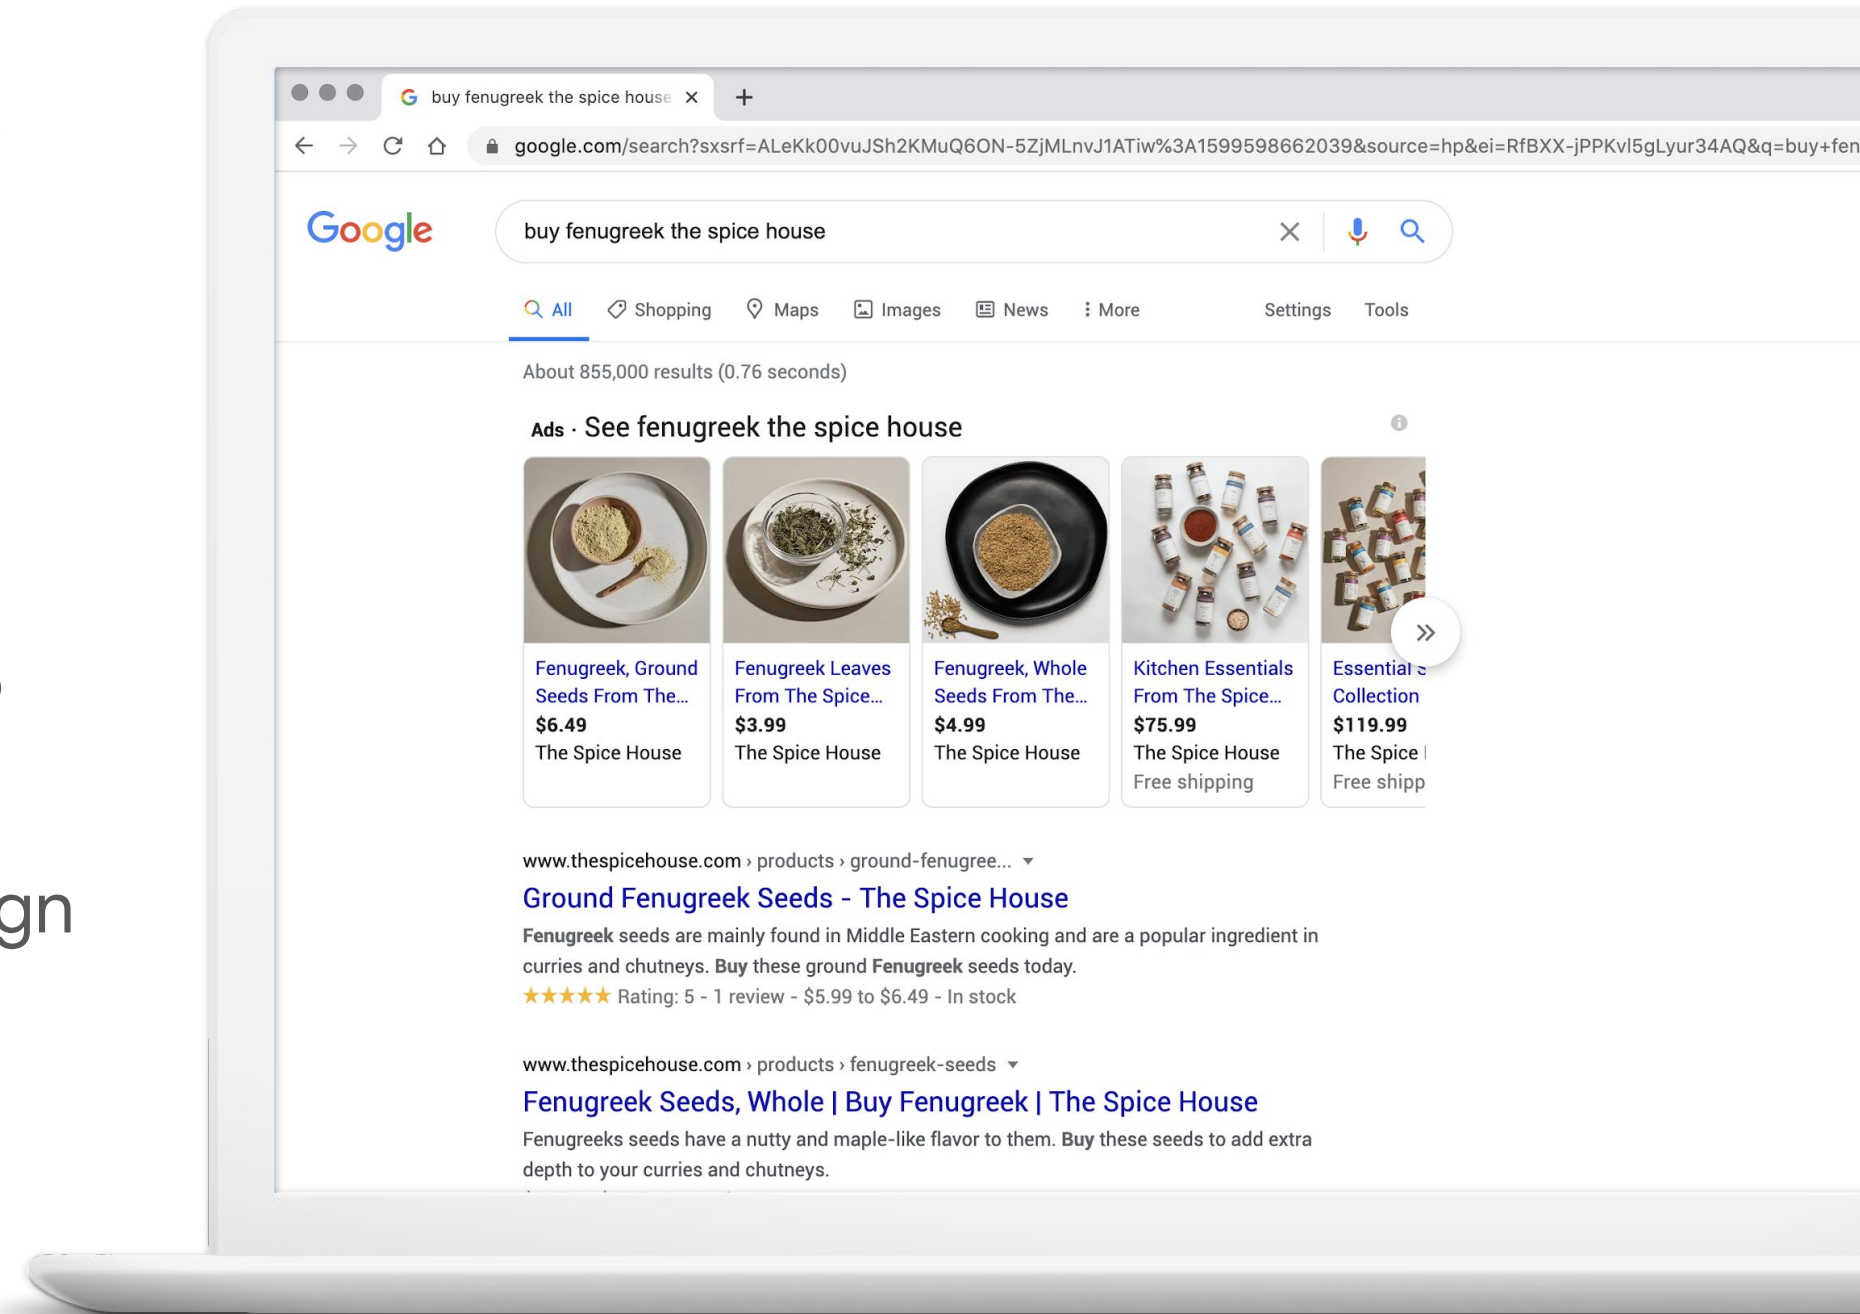 buy fenugreek the spice house
google.com/search?sxsrf=ALeKk00vuJSh2KMuQ6ON-5ZjMLnvJ1ATiw%3A1599598662039&source=hp&ei=RfBXX-jPPKvl5gLyur34AQ&q=buy+fen
Google
buy fenugreek the spice house
All Shopping Maps Images News More Settings Tools
About 855,000 results (0.76 seconds)
Ads · See fenugreek the spice house
Fenugreek, Ground
Seeds From The...
$6.49
The Spice House
Fenugreek Leaves
From The Spice...
$3.99
The Spice House
Fenugreek, Whole
Seeds From The...
$4.99
The Spice House
Kitchen Essentials
From The Spice...
$75.99
The Spice House
Free shipping
Essential S
Collection
$119.99
The Spice
Free shipp
www.thespicehouse.com › products › ground-fenugree...
Ground Fenugreek Seeds - The Spice House
Fenugreek seeds are mainly found in Middle Eastern cooking and are a popular ingredient in
curries and chutneys. Buy these ground Fenugreek seeds today.
★★★★★ Rating: 5 - 1 review - $5.99 to $6.49 - In stock
gn
www.thespicehouse.com › products › fenugreek-seeds
Fenugreek Seeds, Whole | Buy Fenugreek | The Spice House
Fenugreeks seeds have a nutty and maple-like flavor to them. Buy these seeds to add extra
depth to your curries and chutneys.